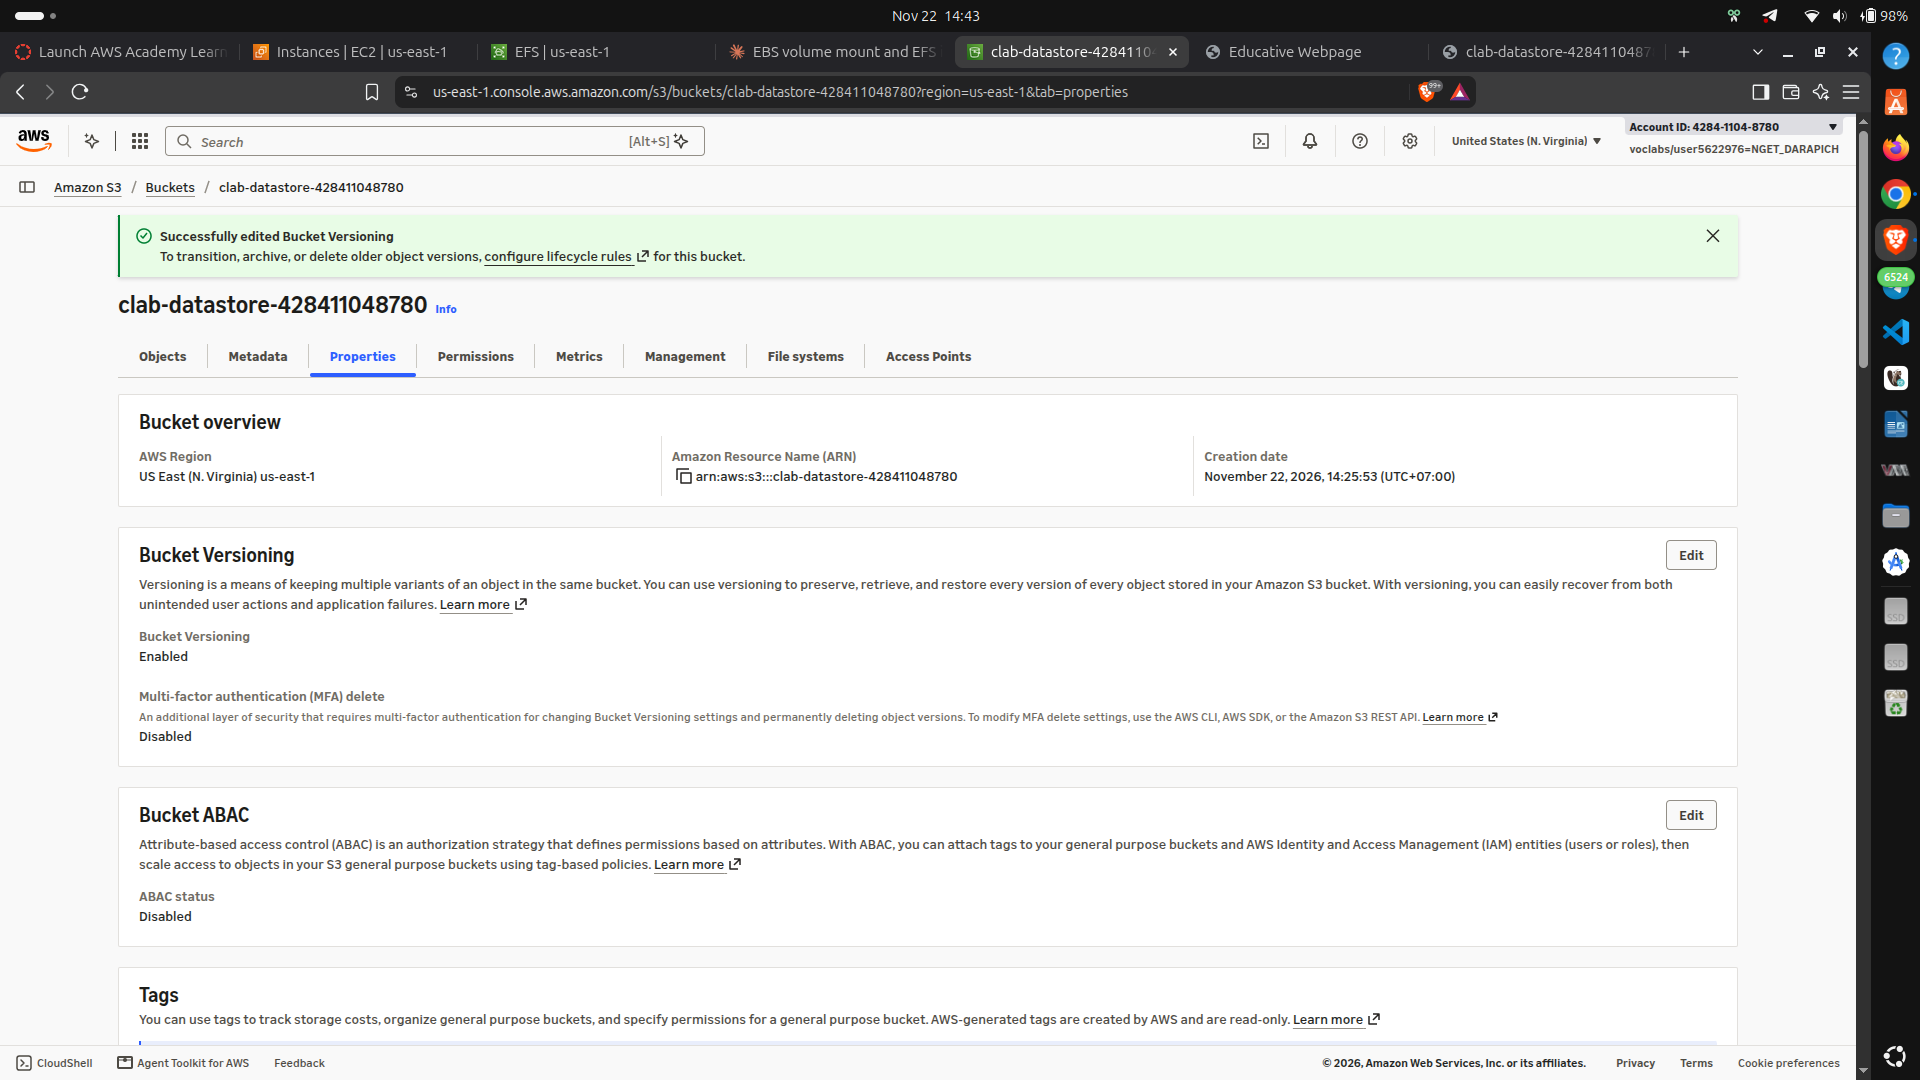 Nov 22 14:43
98%
Launch AWS Academy Learn
Instances | EC2 | us-east-1
EFS | us-east-1
EBS volume mount and EFS
clab-datastore-4284110
Educative Webpage
clab-datastore-4284110487
us-east-1.console.aws.amazon.com/s3/buckets/clab-datastore-428411048780?region=us-east-1&tab=properties
99+
aws
Search
[Alt+S]
United States (N. Virginia)
Account ID: 4284-1104-8780
voclabs/user5622976=NGET_DARAPICH
Amazon S3 / Buckets / clab-datastore-428411048780
6524
Successfully edited Bucket Versioning
To transition, archive, or delete older object versions, configure lifecycle rules for this bucket.
clab-datastore-428411048780 Info
Objects
Metadata
Properties
Permissions
Metrics
Management
File systems
Access Points
Bucket overview
AWS Region
US East (N. Virginia) us-east-1
Amazon Resource Name (ARN)
arn:aws:s3:::clab-datastore-428411048780
Creation date
November 22, 2026, 14:25:53 (UTC+07:00)
Bucket Versioning
Edit
Versioning is a means of keeping multiple variants of an object in the same bucket. You can use versioning to preserve, retrieve, and restore every version of every object stored in your Amazon S3 bucket. With versioning, you can easily recover from both
unintended user actions and application failures. Learn more
Bucket Versioning
Enabled
Multi-factor authentication (MFA) delete
An additional layer of security that requires multi-factor authentication for changing Bucket Versioning settings and permanently deleting object versions. To modify MFA delete settings, use the AWS CLI, AWS SDK, or the Amazon S3 REST API. Learn more
Disabled
Bucket ABAC
Edit
Attribute-based access control (ABAC) is an authorization strategy that defines permissions based on attributes. With ABAC, you can attach tags to your general purpose buckets and AWS Identity and Access Management (IAM) entities (users or roles), then
scale access to objects in your S3 general purpose buckets using tag-based policies. Learn more
ABAC status
Disabled
Tags
You can use tags to track storage costs, organize general purpose buckets, and specify permissions for a general purpose bucket. AWS-generated tags are created by AWS and are read-only. Learn more
SSD
SSD
CloudShell
Agent Toolkit for AWS
Feedback
© 2026, Amazon Web Services, Inc. or its affiliates.
Privacy
Terms
Cookie preferences